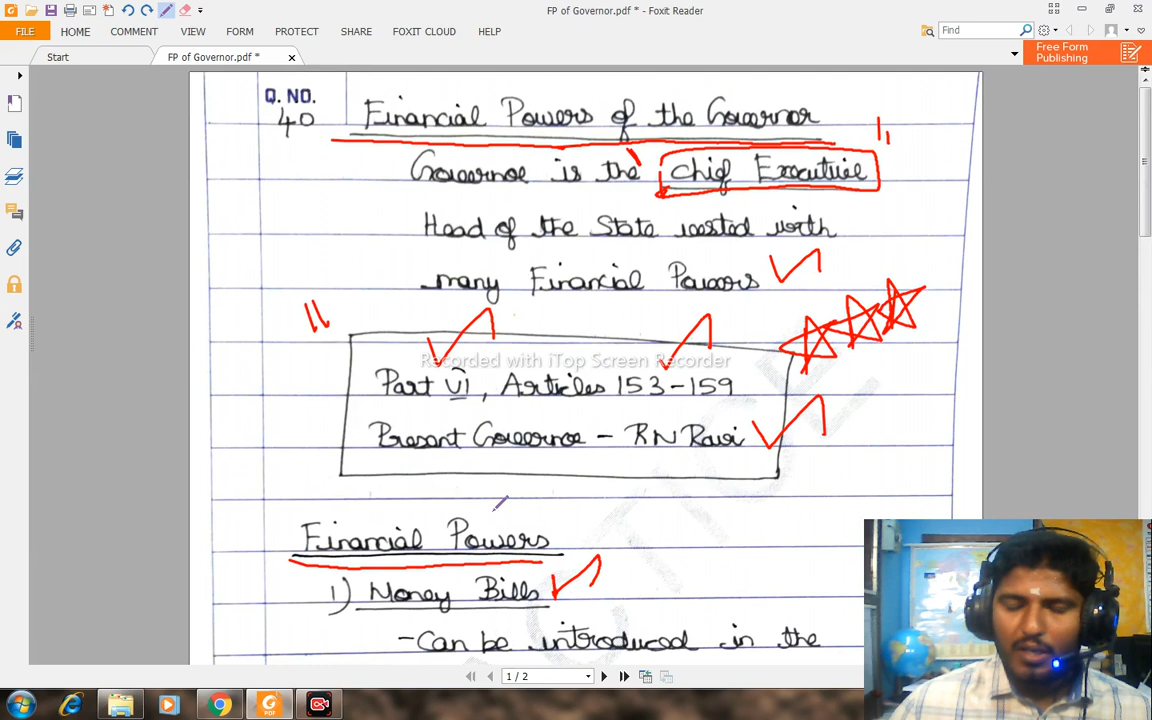 FP of Governor.pdf * - Foxit Reader
FILE HOME COMMENT VIEW FORM PROTECT SHARE FOXIT CLOUD HELP
Find
Start
FP of Governor.pdf *
Free Form
Publishing
Q. NO.
40
Financial Powers of the Governor
Governor is the Chief Executive
Head of the State vested with
many Financial Powers
Recorded with iTop Screen Recorder
Part VI, Articles 153-159
Present Governor - RN Ravi
Financial Powers
1) Money Bills
- Can be introduced in the
1 / 2
PDF